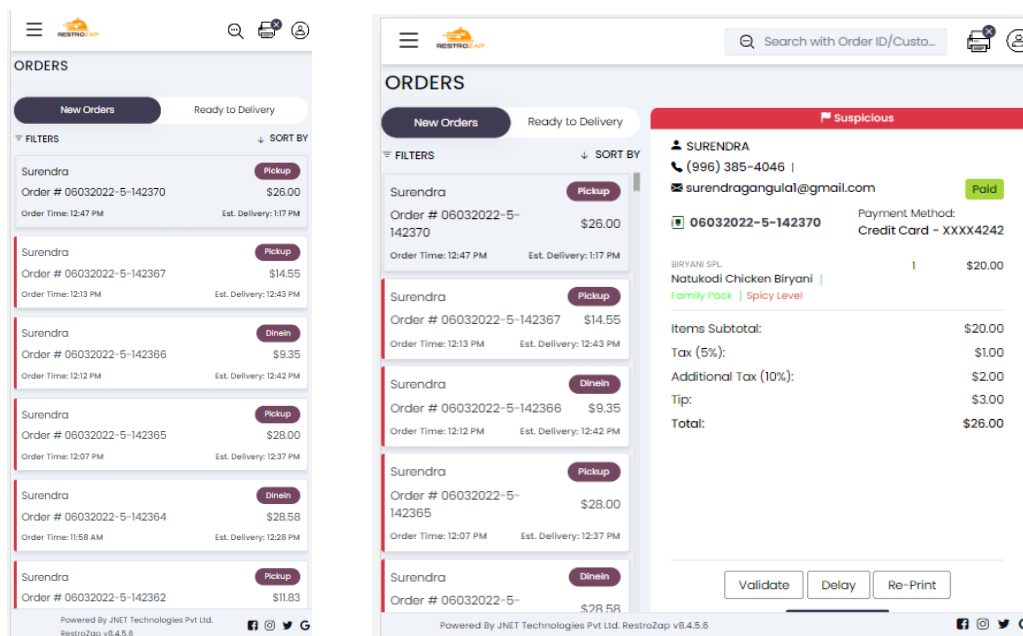 RESTROZAP
ORDERS
New Orders
Ready to Delivery
FILTERS
↓ SORT BY
Surendra
Pickup
Order # 06032022-5-142370
$26.00
Order Time: 12:47 PM
Est. Delivery: 1:17 PM
Surendra
Pickup
Order # 06032022-5-142367
$14.55
Order Time: 12:13 PM
Est. Delivery: 12:43 PM
Surendra
Dinein
Order # 06032022-5-142366
$9.35
Order Time: 12:12 PM
Est. Delivery: 12:42 PM
Surendra
Pickup
Order # 06032022-5-142365
$28.00
Order Time: 12:07 PM
Est. Delivery: 12:37 PM
Surendra
Dinein
Order # 06032022-5-142364
$28.58
Order Time: 11:58 AM
Est. Delivery: 12:28 PM
Surendra
Pickup
Order # 06032022-5-142362
$11.83
Powered By JNET Technologies Pvt Ltd.
RestroZap v8.4.5.6
RESTROZAP
Search with Order ID/Custo...
ORDERS
New Orders
Ready to Delivery
FILTERS
↓ SORT BY
Surendra
Pickup
Order # 06032022-5-
142370
$26.00
Order Time: 12:47 PM
Est. Delivery: 1:17 PM
Surendra
Pickup
Order # 06032022-5-142367
$14.55
Order Time: 12:13 PM
Est. Delivery: 12:43 PM
Surendra
Dinein
Order # 06032022-5-142366
$9.35
Order Time: 12:12 PM
Est. Delivery: 12:42 PM
Surendra
Pickup
Order # 06032022-5-
142365
$28.00
Order Time: 12:07 PM
Est. Delivery: 12:37 PM
Surendra
Dinein
Order # 06032022-5-
$28.58
Suspicious
SURENDRA
(996) 385-4046 |
surendragangula1@gmail.com
Paid
06032022-5-142370
Payment Method:
Credit Card - XXXX4242
BIRYANI SPL.
Natukodi Chicken Biryani |
1
$20.00
Family Pack | Spicy Level
Items Subtotal: $20.00
Tax (5%): $1.00
Additional Tax (10%): $2.00
Tip: $3.00
Total: $26.00
Validate
Delay
Re-Print
Powered By JNET Technologies Pvt Ltd. RestroZap v8.4.5.6